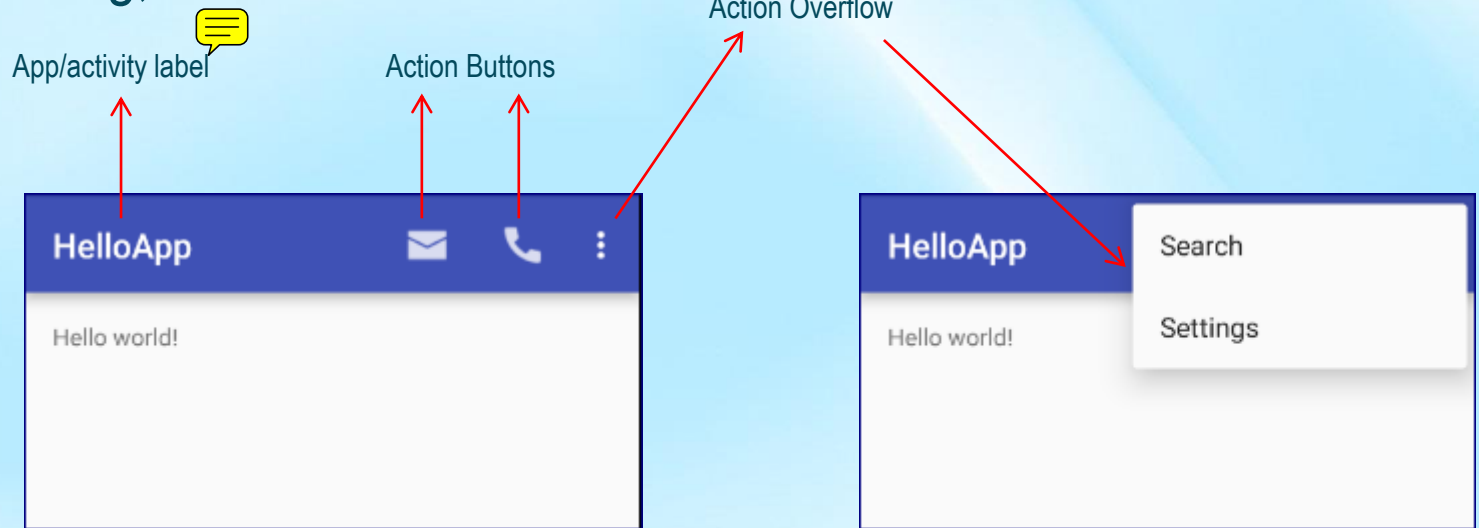 Action Overflow
App/activity label
Action Buttons
HelloApp
Hello world!
HelloApp
Search
Settings
Hello world!